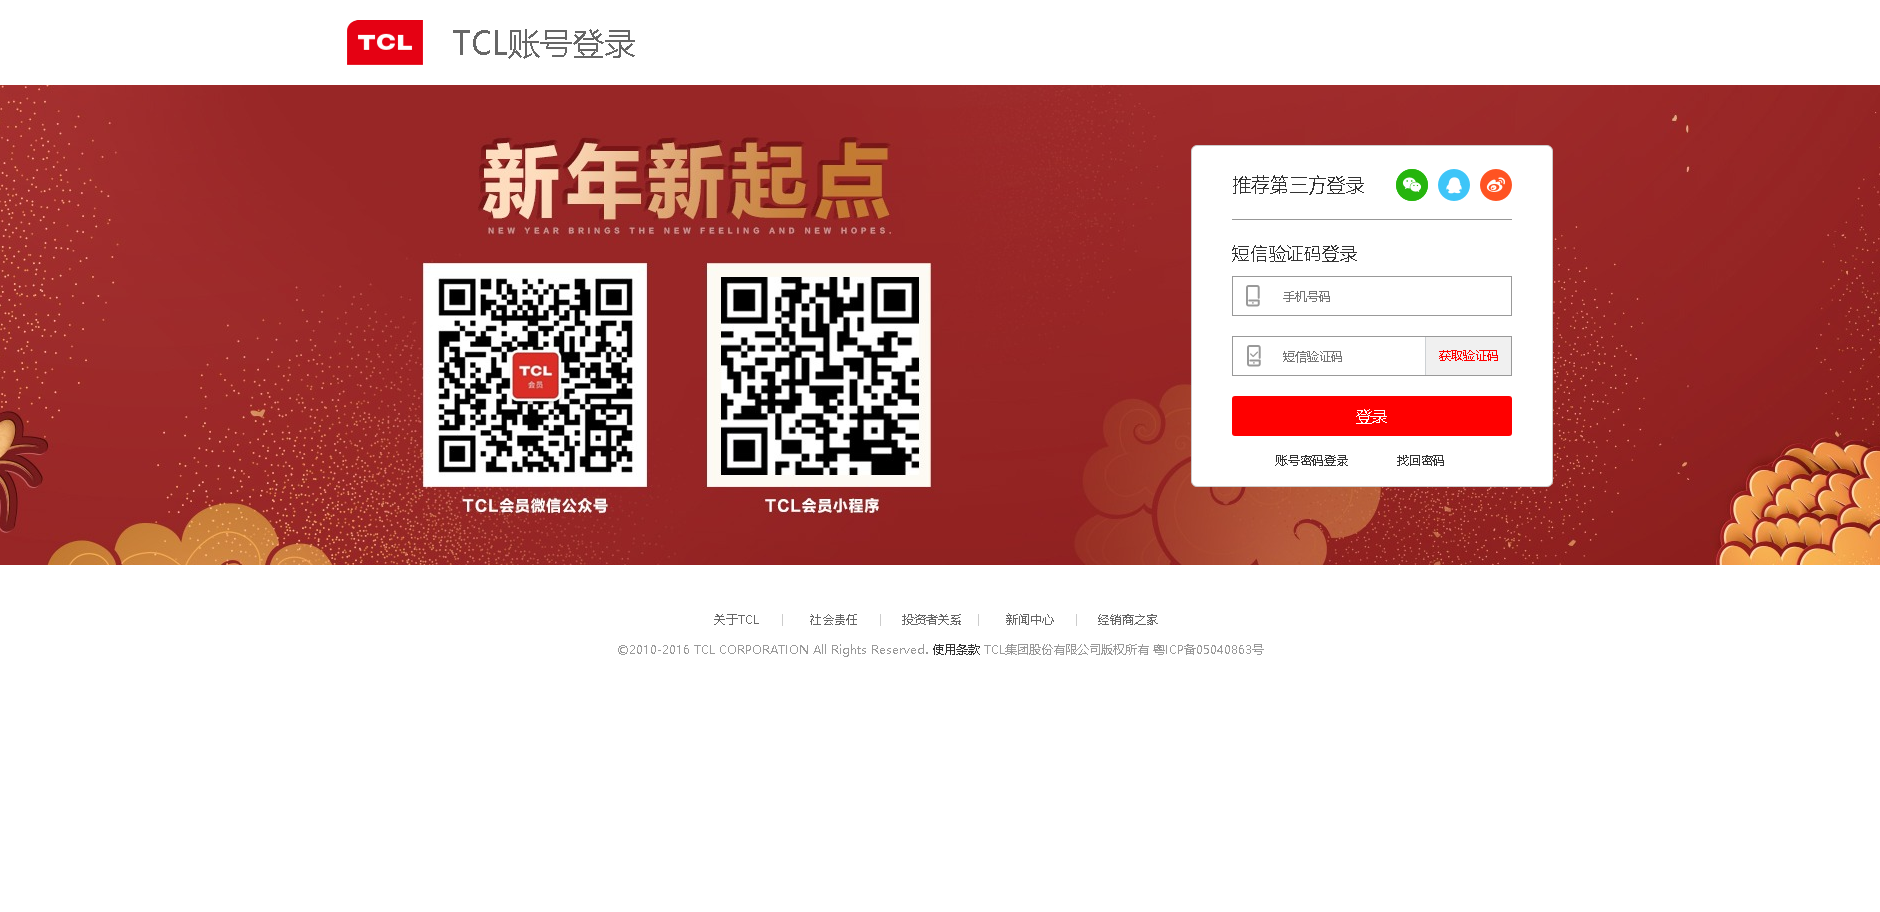 TCL TCL账号登录
新年新起点
NEW YEAR BRINGS THE NEW FEELING AND NEW HOPES.
TCL
会员
TCL会员微信公众号
TCL会员小程序
推荐第三方登录
短信验证码登录
手机号码
短信验证码 获取验证码
登录
账号密码登录 找回密码
关于TCL | 社会责任 | 投资者关系 | 新闻中心 | 经销商之家
©2010-2016 TCL CORPORATION All Rights Reserved. 使用条款 TCL集团股份有限公司版权所有 粤ICP备05040863号